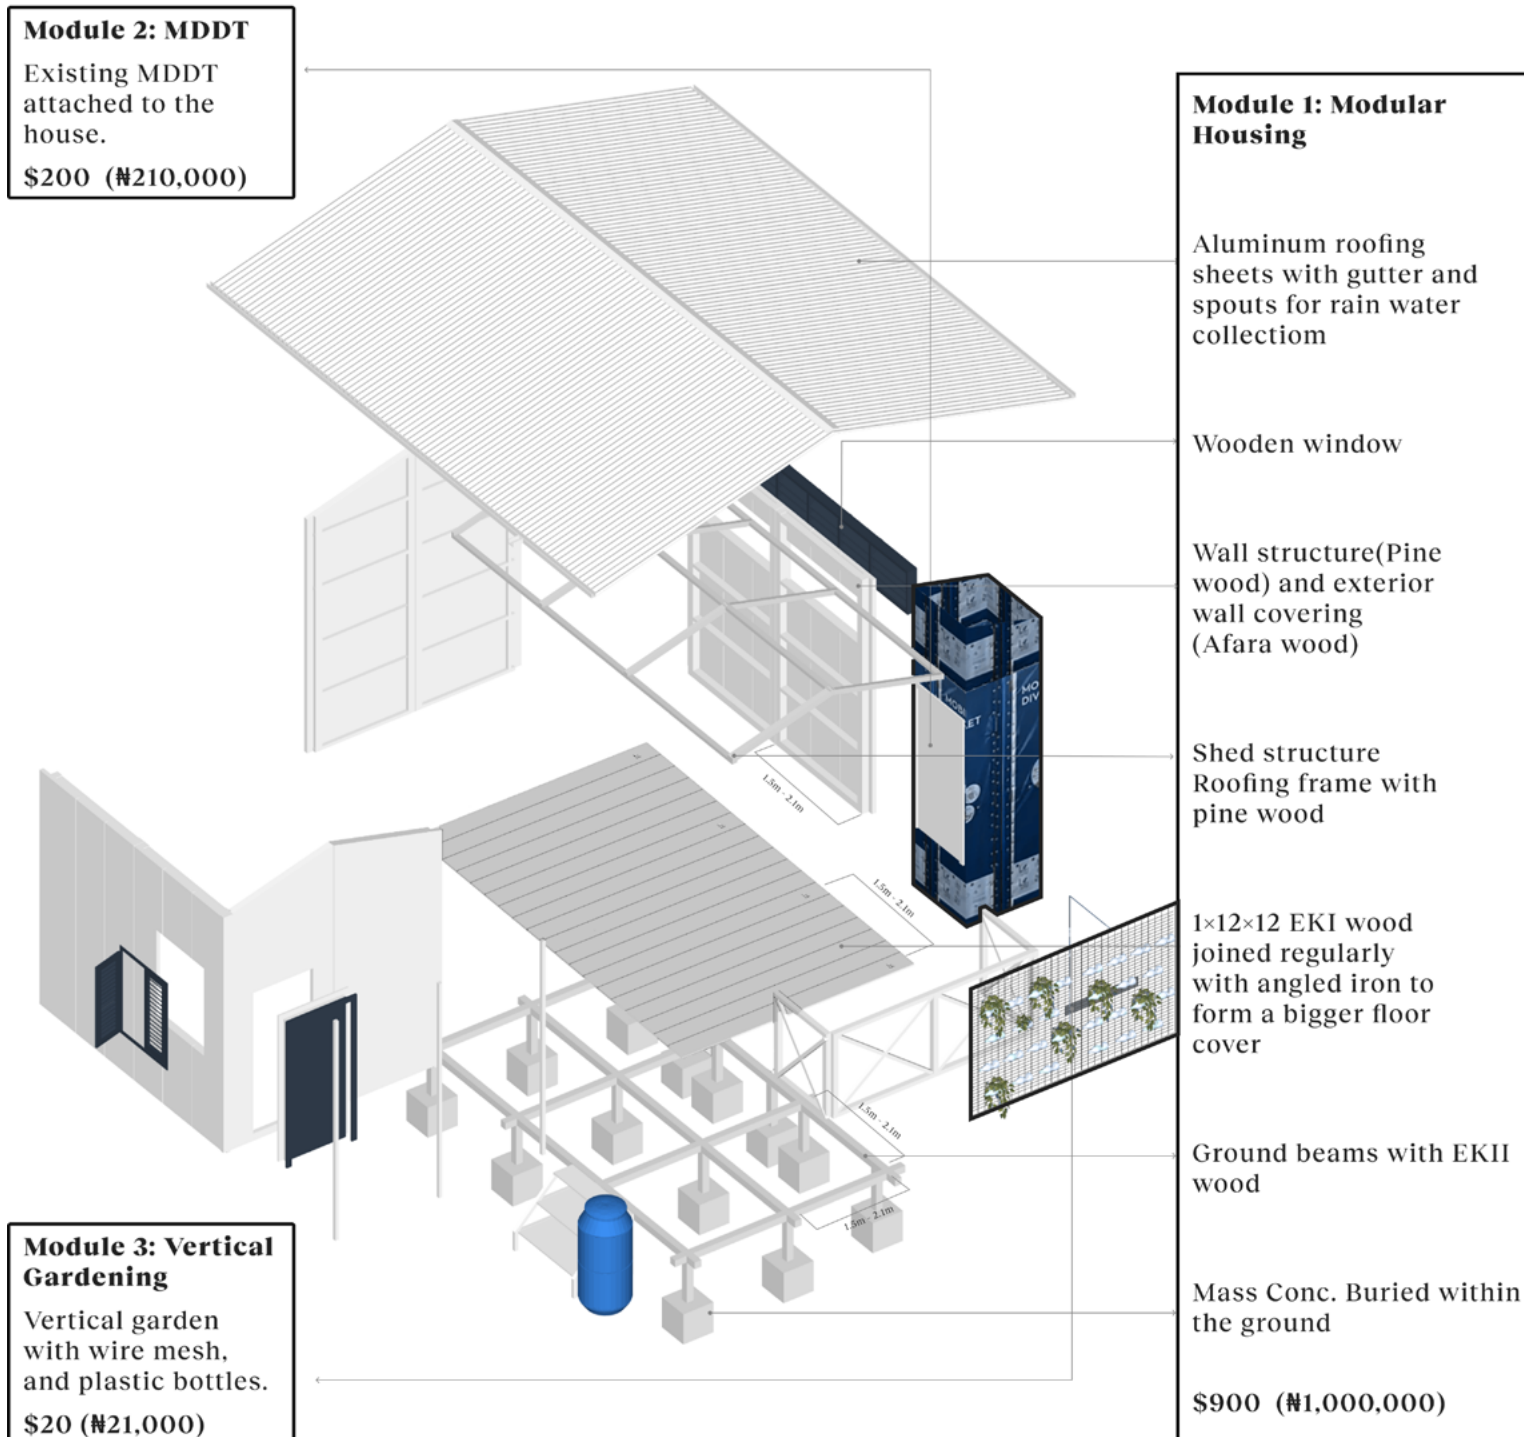 Module 2: MDDT
Existing MDDT
attached to the
house.
$200 (₦210,000)
Module 1: Modular
Housing
Aluminum roofing
sheets with gutter and
spouts for rain water
collectiom
Wooden window
Wall structure(Pine
wood) and exterior
wall covering
(Afara wood)
Shed structure
Roofing frame with
pine wood
1×12×12 EKI wood
joined regularly
with angled iron to
form a bigger floor
cover
Ground beams with EKII
wood
Mass Conc. Buried within
the ground
$900 (₦1,000,000)
MO
DIV
1.5m - 2.1m
1.5m - 2.1m
1.5m - 2.1m
1.5m - 2.1m
Module 3: Vertical
Gardening
Vertical garden
with wire mesh,
and plastic bottles.
$20 (₦21,000)